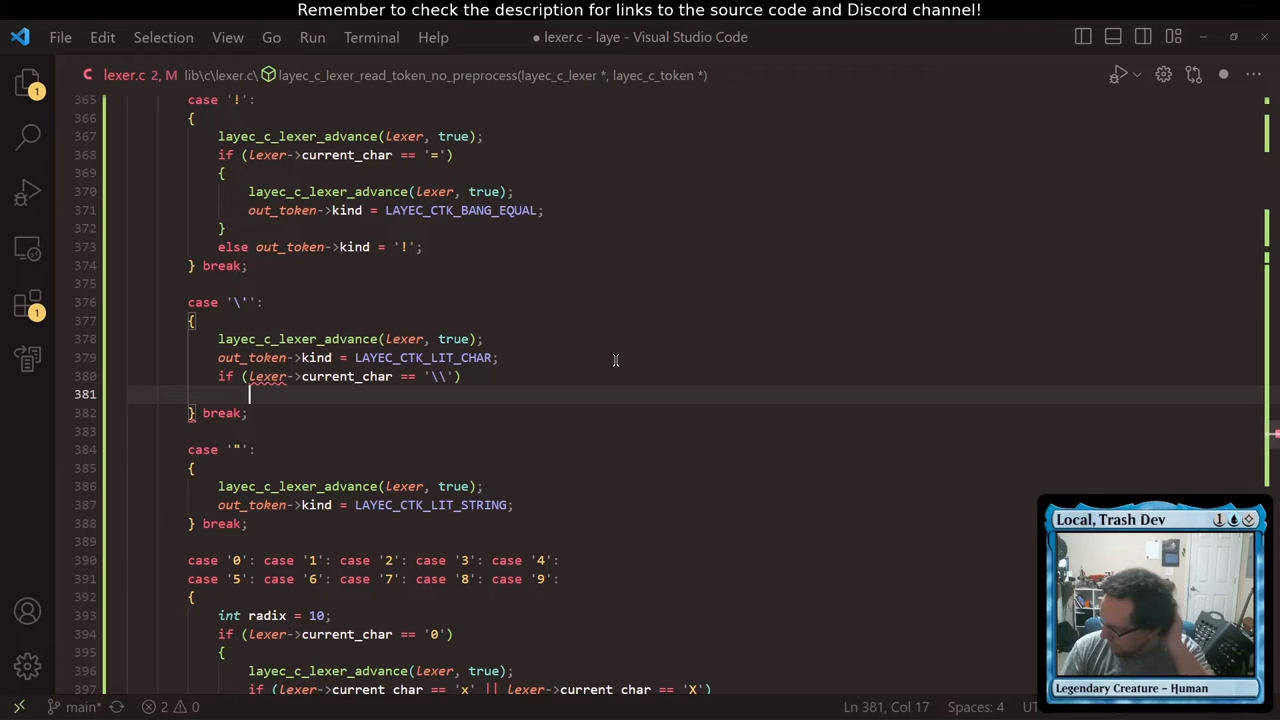 Remember to check the description for links to the source code and Discord channel!
File Edit Selection View Go Run Terminal Help
● lexer.c - laye - Visual Studio Code
C lexer.c 2, M lib\c\lexer.c\ layec_c_lexer_read_token_no_preprocess(layec_c_lexer *, layec_c_token *)
365 case '!':
366 {
367 layec_c_lexer_advance(lexer, true);
368 if (lexer->current_char == '=')
369 {
370 layec_c_lexer_advance(lexer, true);
371 out_token->kind = LAYEC_CTK_BANG_EQUAL;
372 }
373 else out_token->kind = '!';
374 } break;
375
376 case '\'':
377 {
378 layec_c_lexer_advance(lexer, true);
379 out_token->kind = LAYEC_CTK_LIT_CHAR;
380 if (lexer->current_char == '\\')
381
382 } break;
383
384 case '"':
385 {
386 layec_c_lexer_advance(lexer, true);
387 out_token->kind = LAYEC_CTK_LIT_STRING;
388 } break;
389
390 case '0': case '1': case '2': case '3': case '4':
391 case '5': case '6': case '7': case '8': case '9':
392 {
393 int radix = 10;
394 if (lexer->current_char == '0')
395 {
396 layec_c_lexer_advance(lexer, true);
397 if (lexer->current_char == 'x' || lexer->current_char == 'X')
1
1
Local, Trash Dev 1
Legendary Creature - Human
main* 2 0 Ln 381, Col 17 Spaces: 4